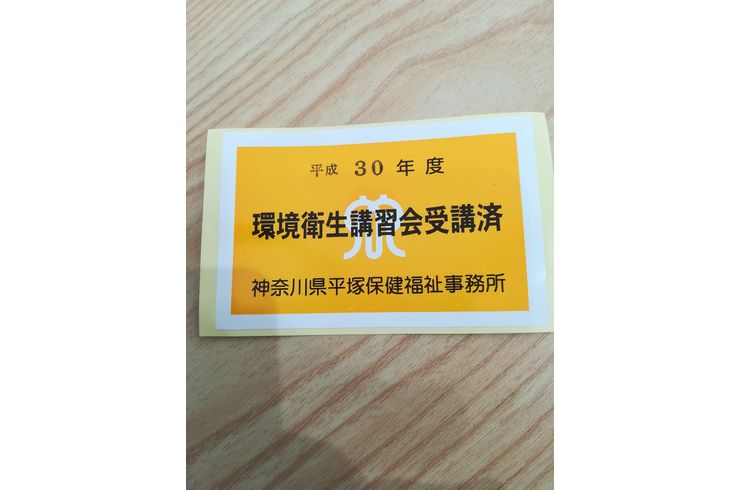 平成 30 年 度
環境衛生講習会受講済
神奈川県平塚保健福祉事務所